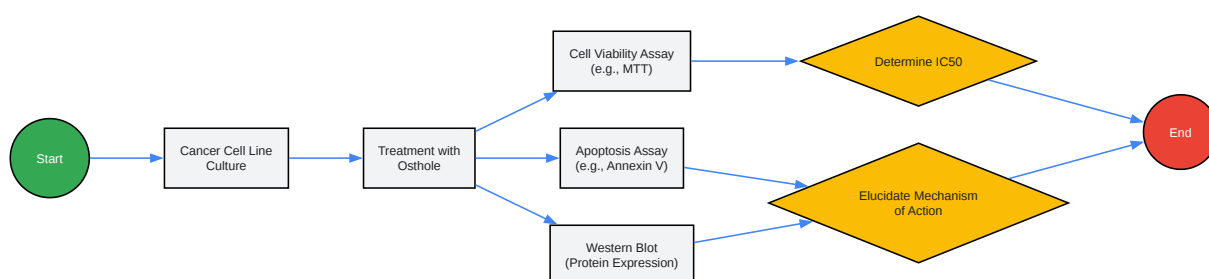 Start
Cancer Cell Line
Culture
Treatment with
Osthole
Cell Viability Assay
(e.g., MTT)
Apoptosis Assay
(e.g., Annexin V)
Western Blot
(Protein Expression)
Determine IC50
Elucidate Mechanism
of Action
End